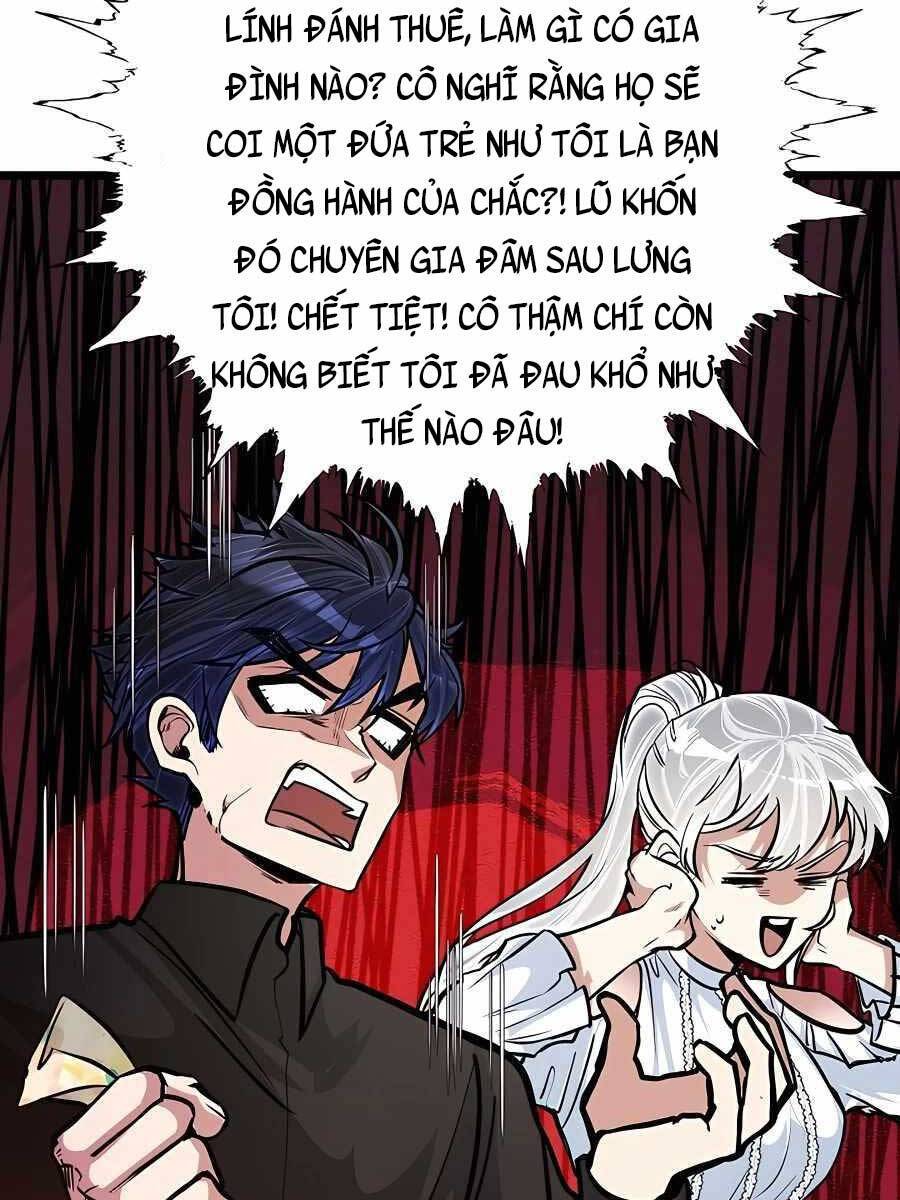 LÍNH ĐÁNH THUÊ, LÀM GÌ CÓ GIA
ĐÌNH NÀO? CÔ NGHĨ RẰNG HỌ SẼ
COI MỘT ĐỨA TRẺ NHƯ TÔI LÀ BẠN
ĐỒNG HÀNH CỦA CHẮC?! LŨ KHỐN
ĐÓ CHUYÊN GIA ĐÂM SAU LƯNG
TÔI! CHẾT TIỆT! CÔ THẬM CHÍ CÒN
KHÔNG BIẾT TÔI ĐÃ ĐAU KHỔ NHƯ
THẾ NÀO ĐÂU!